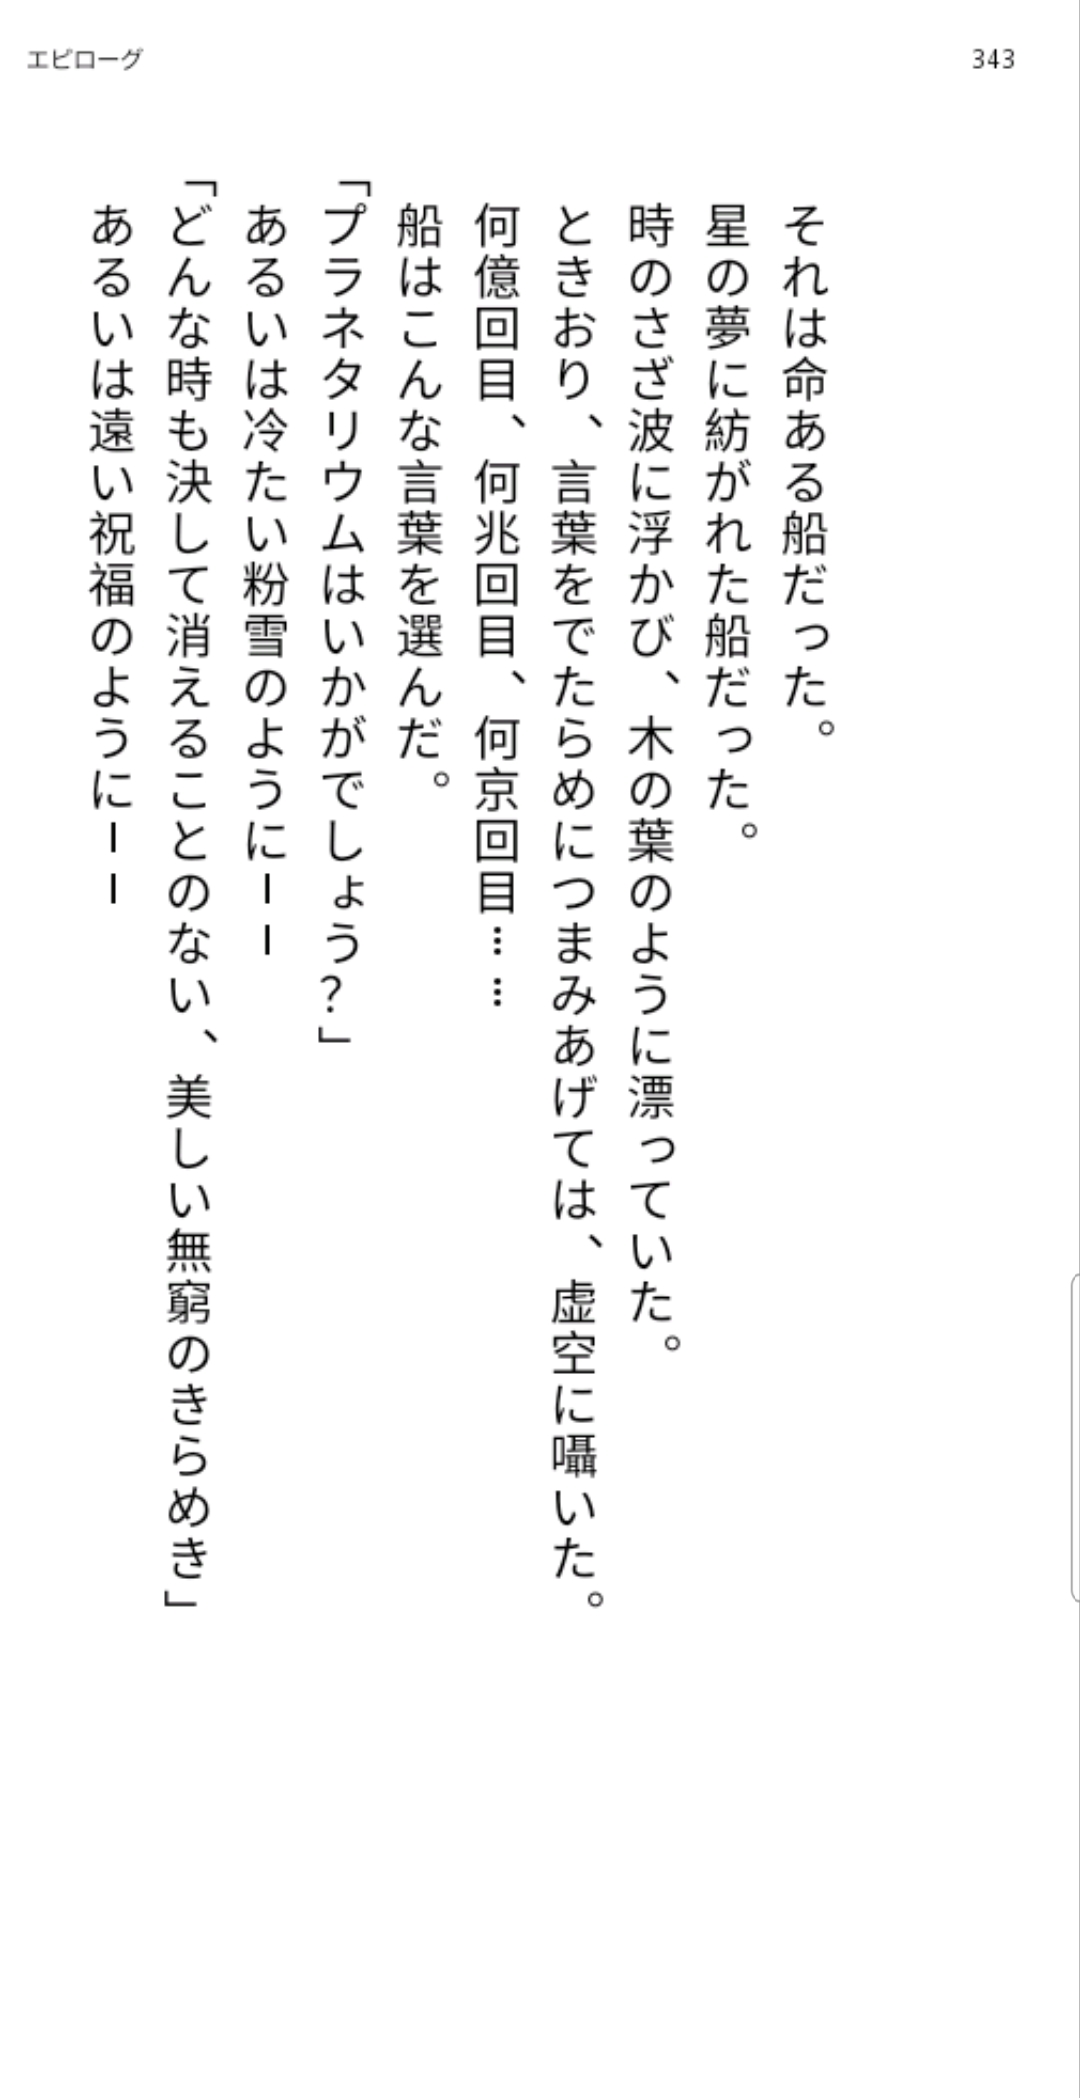 エピローグ
343
それは命ある船だった。
星の夢に紡がれた船だった。
時のさざ波に浮かび、木の葉のように漂っていた。
ときおり、言葉をでたらめにつまみあげては、虚空に囁いた。
何億回目、何兆回目、何京回目……
船はこんな言葉を選んだ。
「プラネタリウムはいかがでしょう？」
あるいは冷たい粉雪のように――
「どんな時も決して消えることのない、美しい無窮のきらめき」
あるいは遠い祝福のように――